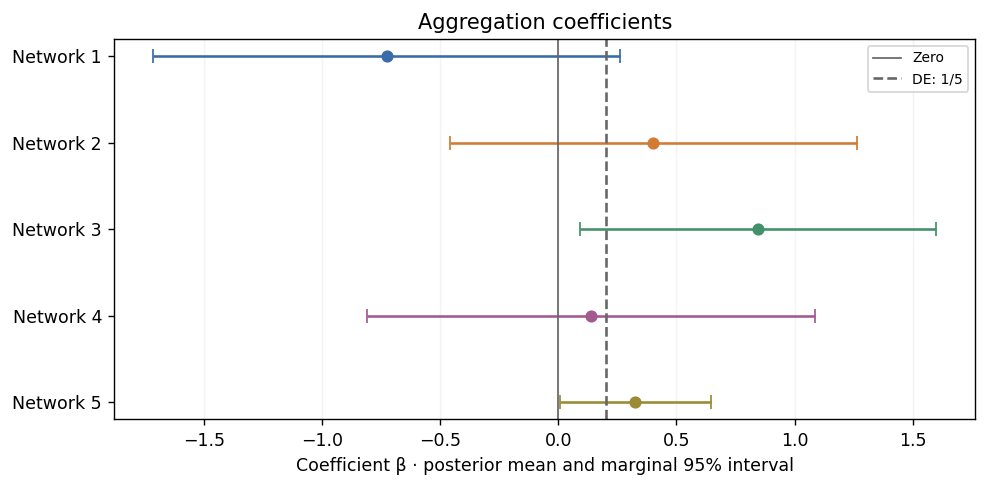 Aggregation coefficients
Network 1
Network 2
Network 3
Network 4
Network 5
Zero
DE: 1/5
−1.5 −1.0 −0.5 0.0 0.5 1.0 1.5
Coefficient β · posterior mean and marginal 95% interval